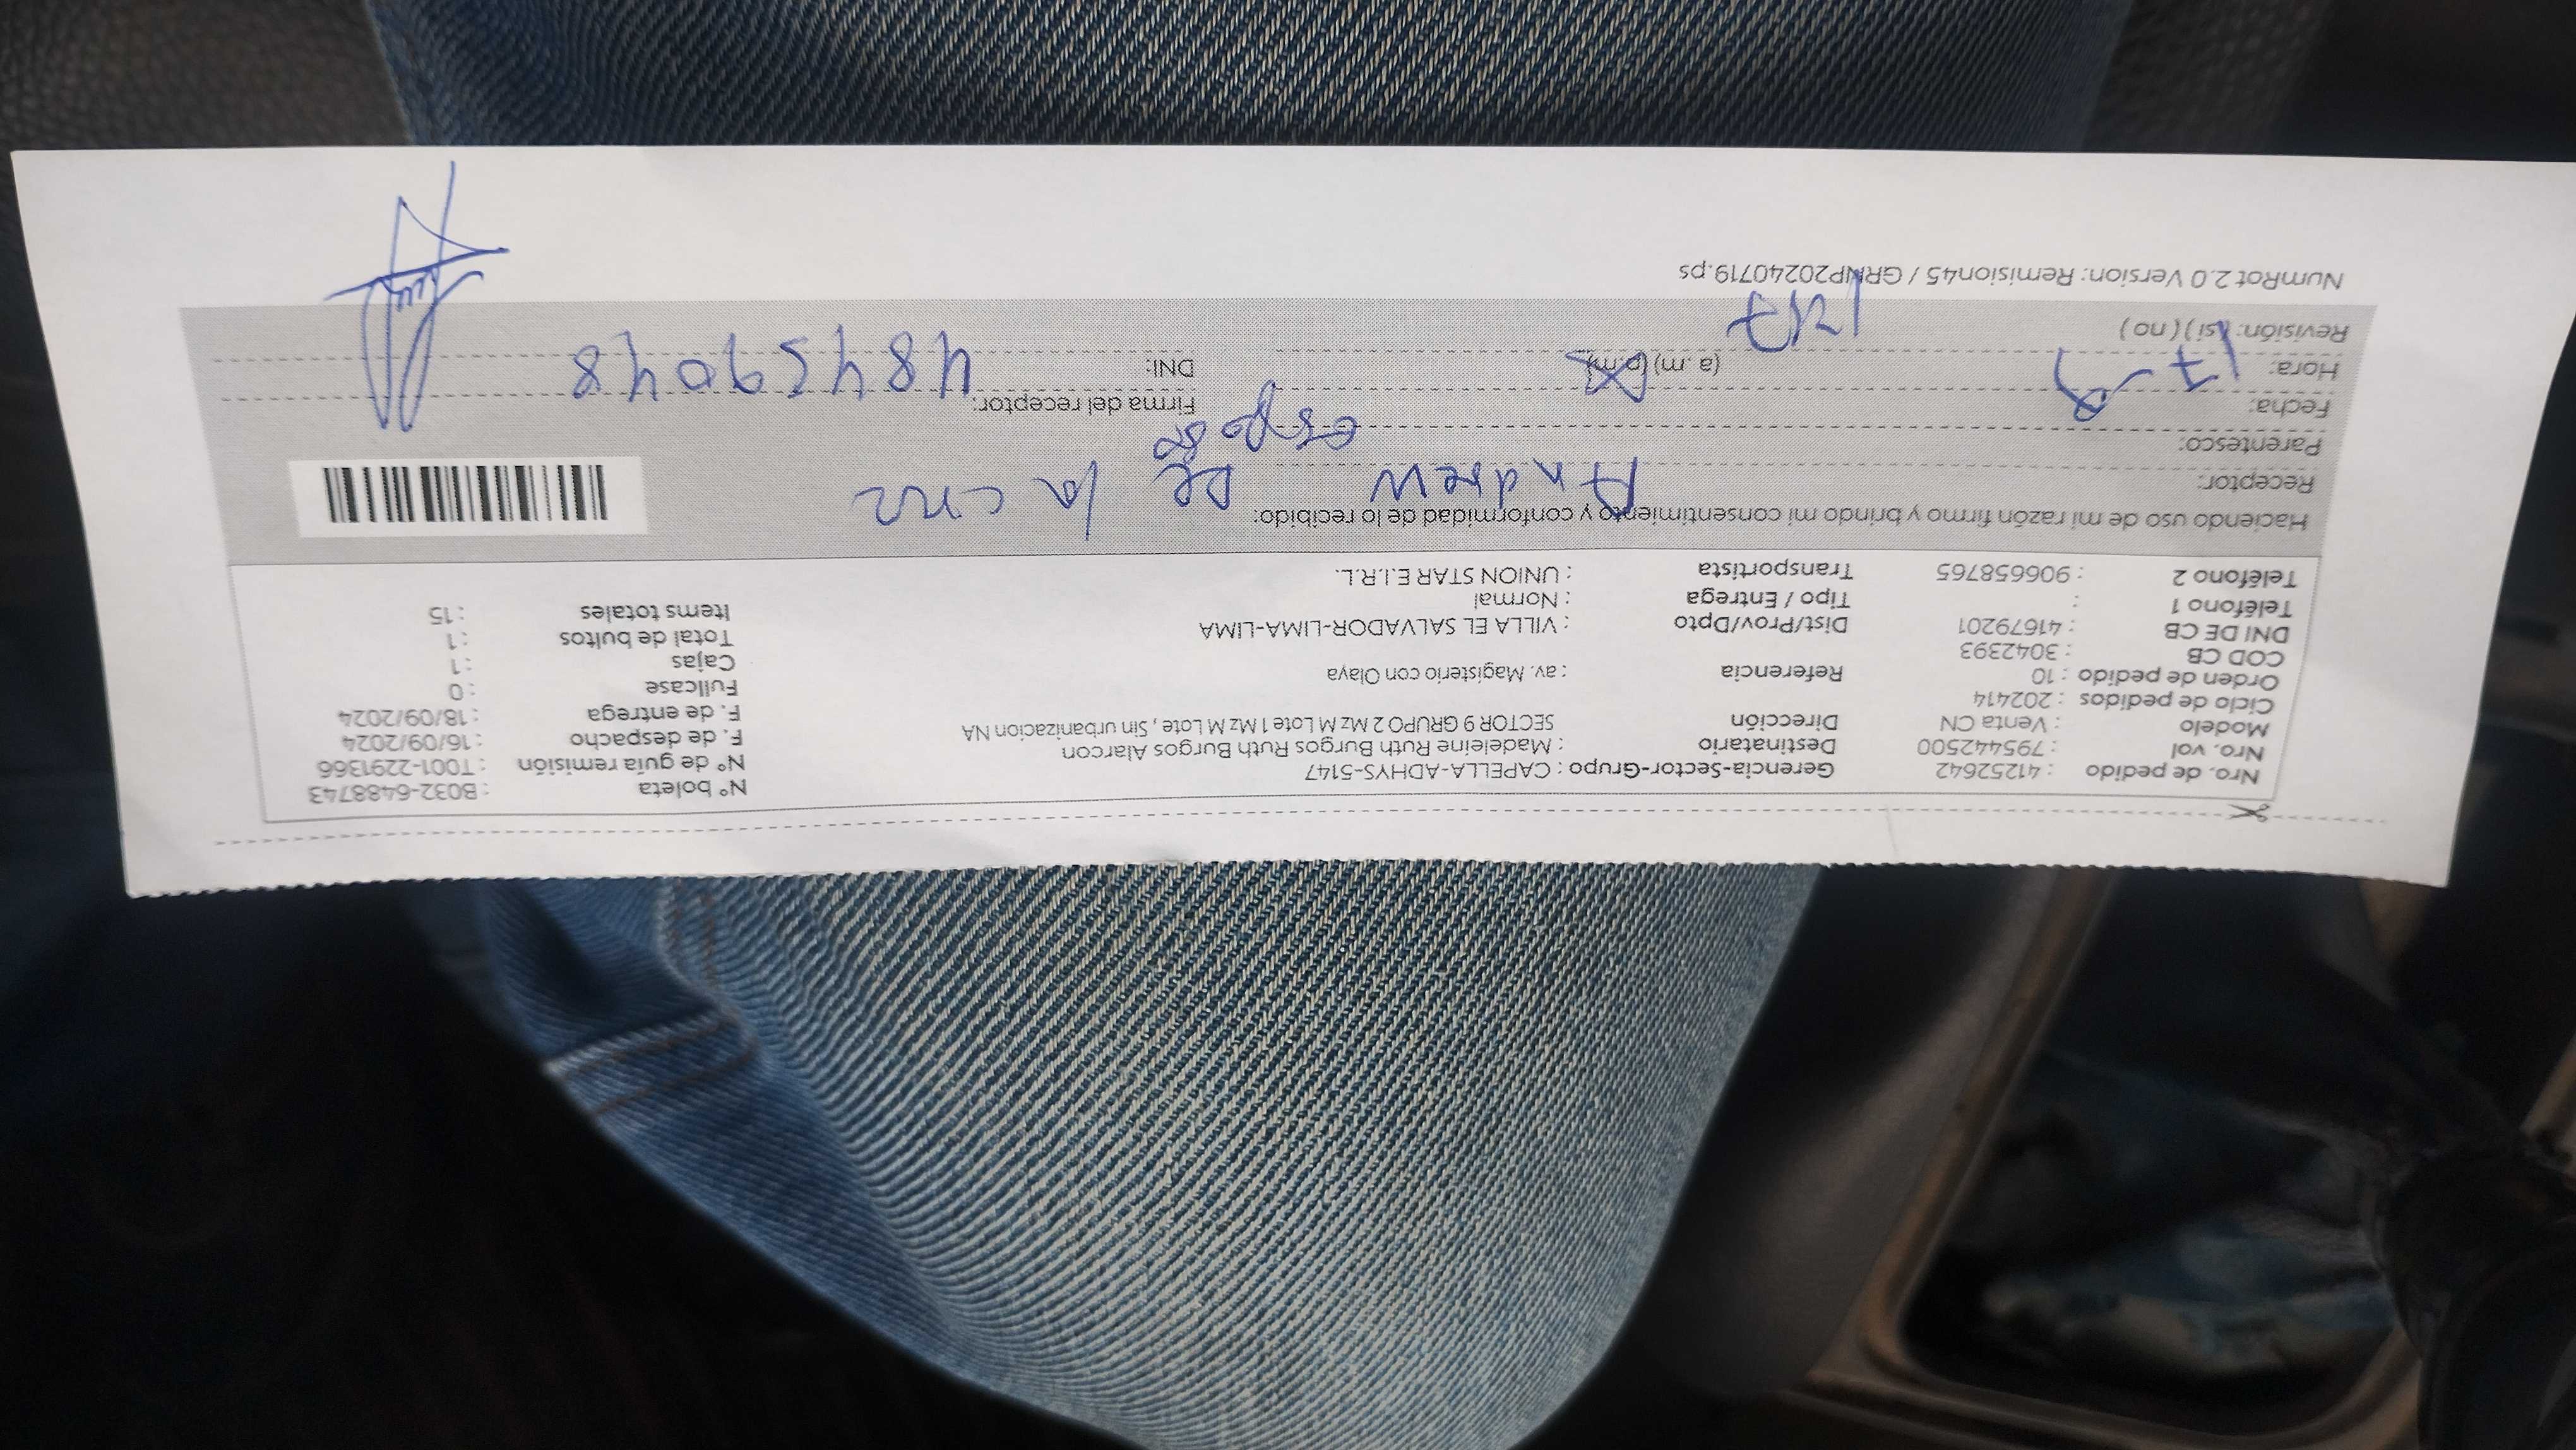 Nro. de pedido : 41252642 Gerencia-Sector-Grupo : CAPELLA-ADHYS-5147 N° boleta : B032-6488743
Nro. vol : 795442500 Destinatario : Madeleine Ruth Burgos Ruth Burgos Alarcon N° de guía remisión : T001-2291366
Modelo : Venta CN Dirección SECTOR 9 GRUPO 2 Mz M Lote 1 Mz M Lote , Sin urbanizacion NA F. de despacho : 16/09/2024
Ciclo de pedidos : 202414 F. de entrega : 18/09/2024
Orden de pedido : 10 Referencia : av. Magisterio con Olaya Fullcase : 0
COD CB : 3042393 Cajas : 1
DNI DE CB : 41679201 Dist/Prov/Dpto : VILLA EL SALVADOR-LIMA-LIMA Total de bultos : 1
Teléfono 1 : Tipo / Entrega : Normal Items totales : 15
Teléfono 2 : 906658765 Transportista : UNION STAR E.I.R.L.
Haciendo uso de mi razón firmo y brindo mi consentimiento y conformidad de lo recibido:
Receptor: Andrew De la cruz
Parentesco: esposo
Fecha: 17-9 Firma del receptor:
Hora: (a. m) (p.m) DNI: 48459048
Revisión: (si) (no)
NumRot 2.0 Version: Remision45 / GRNP20240719.ps